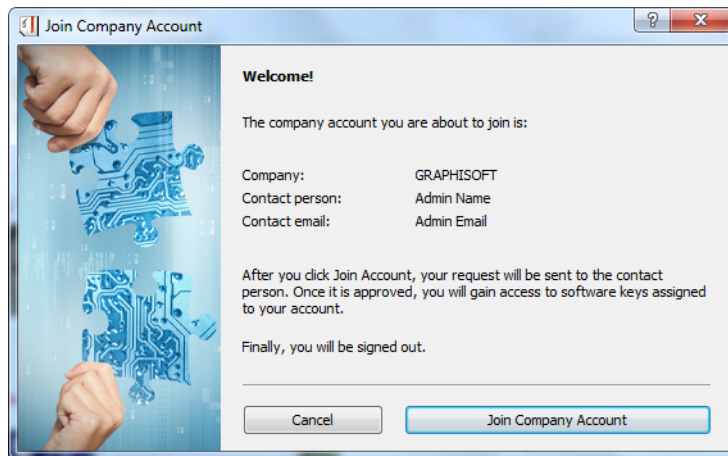 Join Company Account
Welcome!
The company account you are about to join is:
Company: GRAPHISOFT
Contact person: Admin Name
Contact email: Admin Email
After you click Join Account, your request will be sent to the contact
person. Once it is approved, you will gain access to software keys assigned
to your account.
Finally, you will be signed out.
Cancel Join Company Account